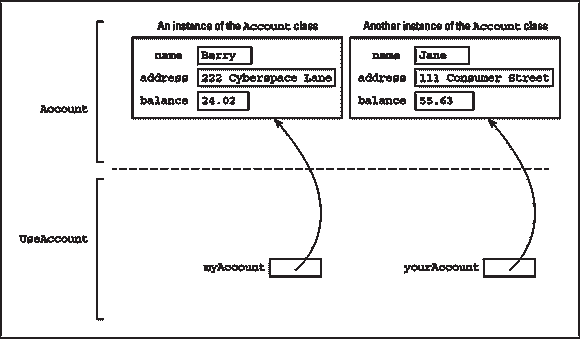 An instance of the Account class
Another instance of the Account class
name Barry
address 222 Cyberspace Lane
balance 24.02
name Jane
address 111 Consumer Street
balance 55.63
Account
UseAccount
myAccount
yourAccount